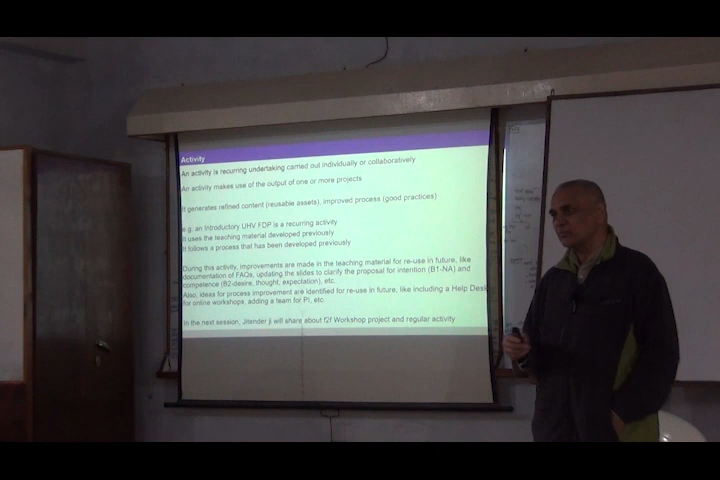 Activity
An activity is recurring undertaking carried out individually or collaboratively
An activity makes use of the output of one or more projects
It generates refined content (reusable assets), improved process (good practices)
e.g. an Introductory UHV FDP is a recurring activity
It uses the teaching material developed previously
It follows a process that has been developed previously
During this activity, improvements are made in the teaching material for re-use in future, like
documentation of FAQs, updating the slides to clarify the proposal for intention (B1-NA) and
competence (B2-desire, thought, expectation), etc.
Also, ideas for process improvement are identified for re-use in future, like including a Help Desk
for online workshops, adding a team for PI, etc.
In the next session, Jitender ji will share about f2f Workshop project and regular activity